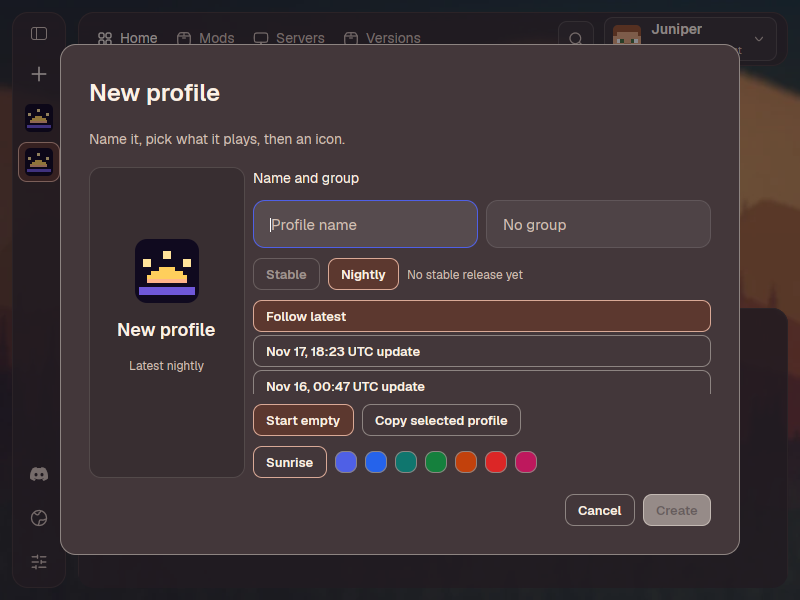 Home
Mods
Servers
Versions
Juniper
New profile
Name it, pick what it plays, then an icon.
New profile
Latest nightly
Name and group
Profile name
No group
Stable
Nightly
No stable release yet
Follow latest
Nov 17, 18:23 UTC update
Nov 16, 00:47 UTC update
Start empty
Copy selected profile
Sunrise
Cancel
Create